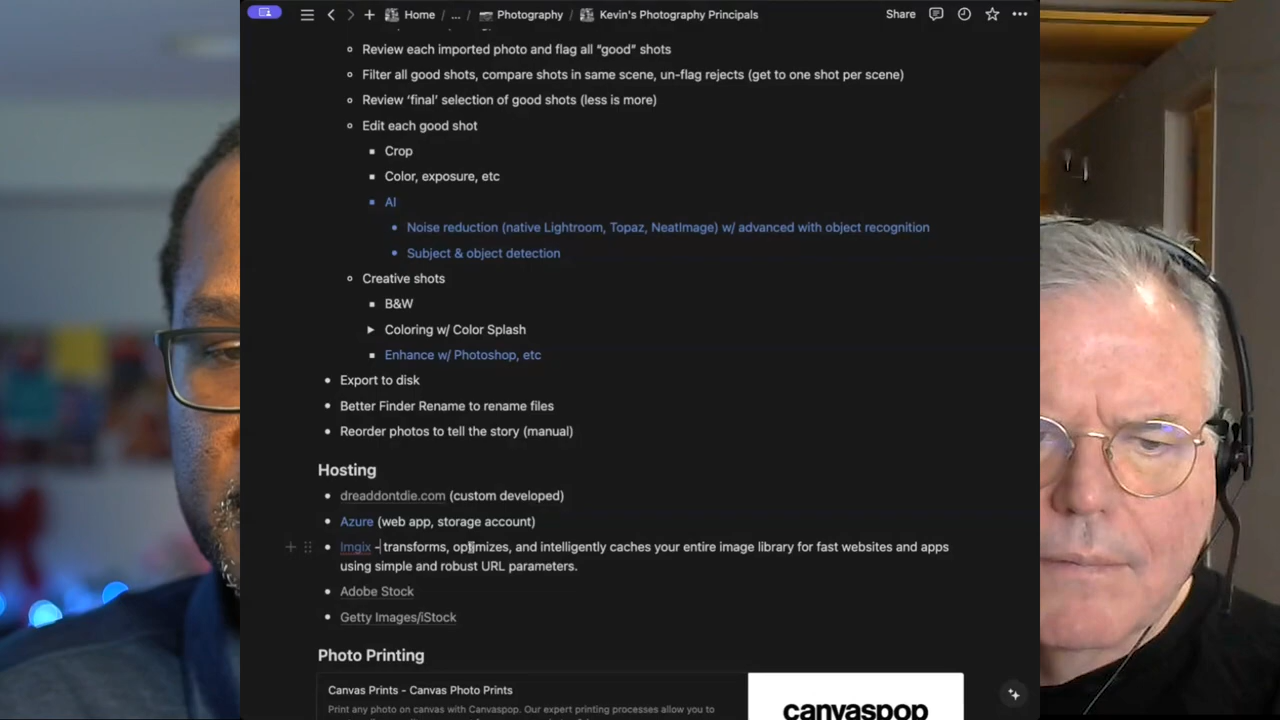 Home / ... / Photography / Kevin's Photography Principals
Share
Review each imported photo and flag all “good” shots
Filter all good shots, compare shots in same scene, un-flag rejects (get to one shot per scene)
Review ‘final’ selection of good shots (less is more)
Edit each good shot
Crop
Color, exposure, etc
AI
Noise reduction (native Lightroom, Topaz, NeatImage) w/ advanced with object recognition
Subject & object detection
Creative shots
B&W
Coloring w/ Color Splash
Enhance w/ Photoshop, etc
Export to disk
Better Finder Rename to rename files
Reorder photos to tell the story (manual)
Hosting
dreaddontdie.com (custom developed)
Azure (web app, storage account)
Imgix - transforms, optimizes, and intelligently caches your entire image library for fast websites and apps
using simple and robust URL parameters.
Adobe Stock
Getty Images/iStock
Photo Printing
Canvas Prints - Canvas Photo Prints
Print any photo on canvas with Canvaspop. Our expert printing processes allow you to
canvaspop